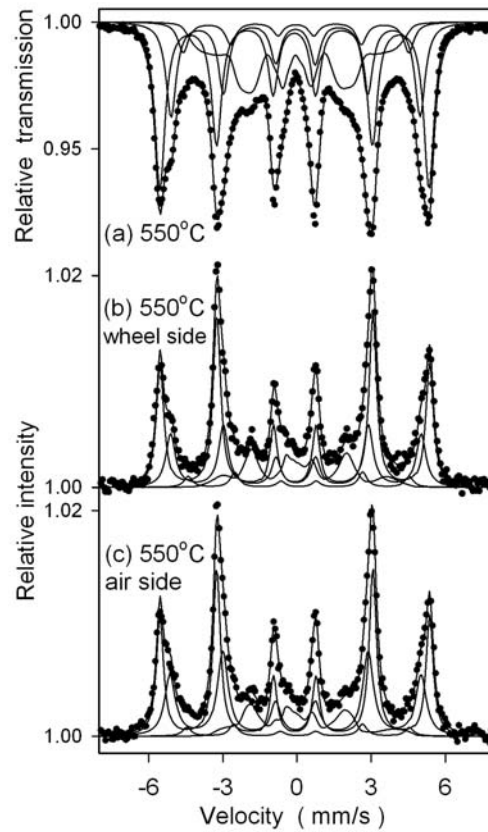 1.00
0.95
Relative transmission
(a) 550°C
1.02
(b) 550°C
wheel side
1.00
Relative intensity
1.02
(c) 550°C
air side
1.00
-6 -3 0 3 6
Velocity ( mm/s )